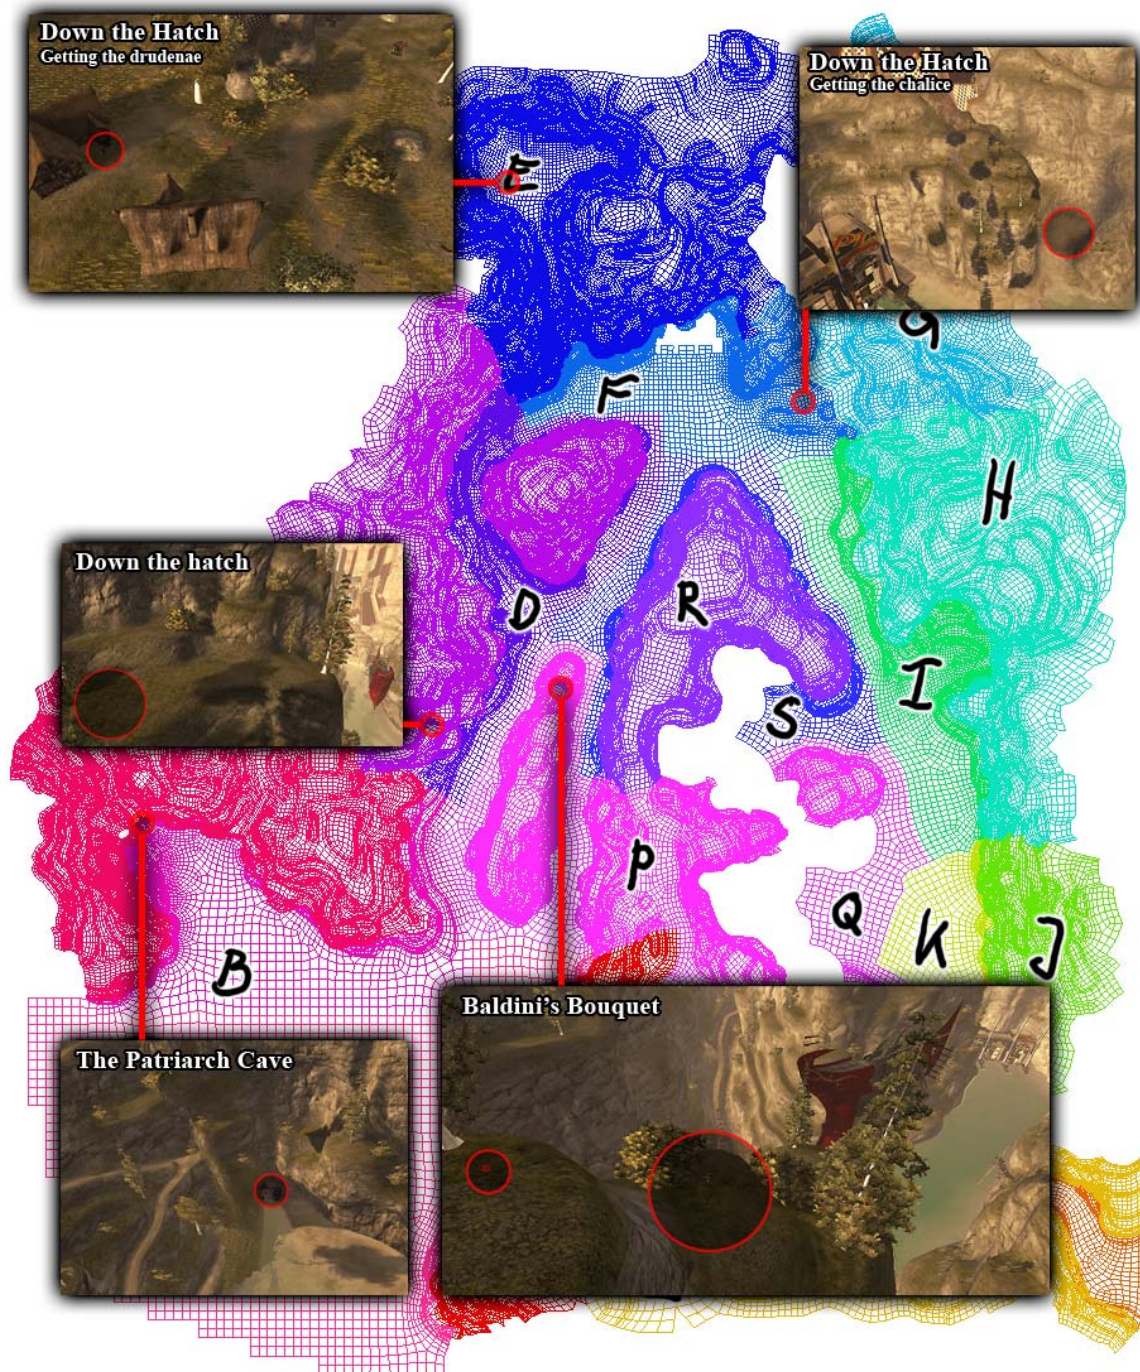 Down the Hatch
Getting the drudenae
Down the Hatch
Getting the chalice
E
G
F
H
Down the hatch
D
R
I
S
P
Q
K
J
B
Baldini's Bouquet
The Patriarch Cave